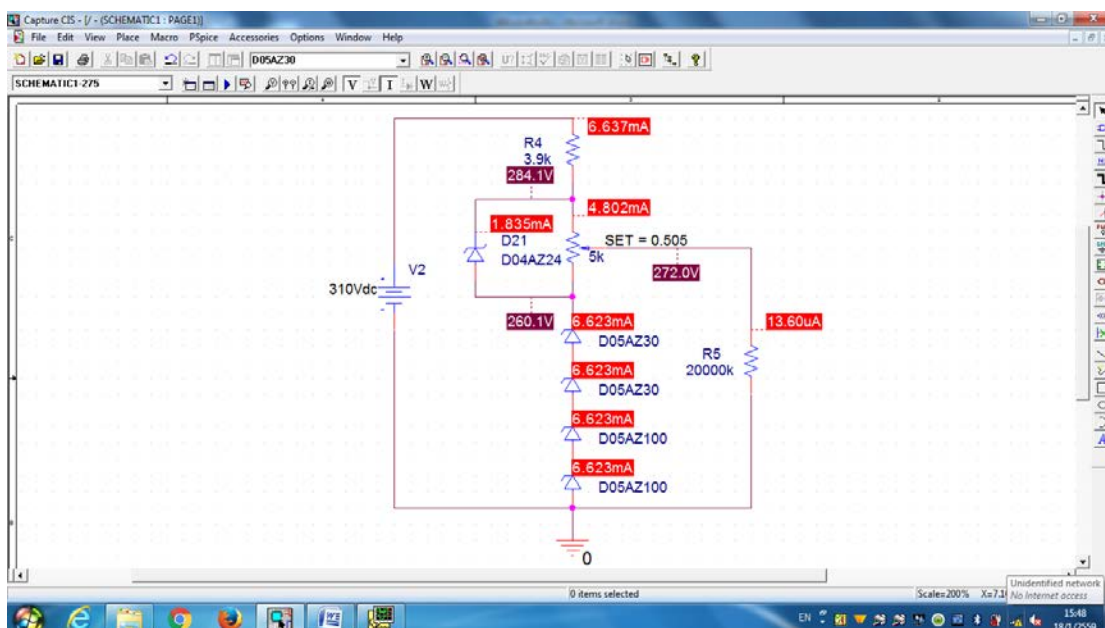 Capture CIS - [/ - (SCHEMATIC1 : PAGE1)]
File Edit View Place Macro PSpice Accessories Options Window Help
D05AZ30
SCHEMATIC1-275
V I W
6.637mA
R4
3.9k
284.1V
4.802mA
1.835mA
D21
D04AZ24
SET = 0.505
5k
272.0V
V2
310Vdc
260.1V
6.623mA
D05AZ30
13.60uA
R5
20000k
6.623mA
D05AZ30
6.623mA
D05AZ100
6.623mA
D05AZ100
0
0 items selected
Scale=200%
Unidentified network
No Internet access
EN
15:48
18/1/2559